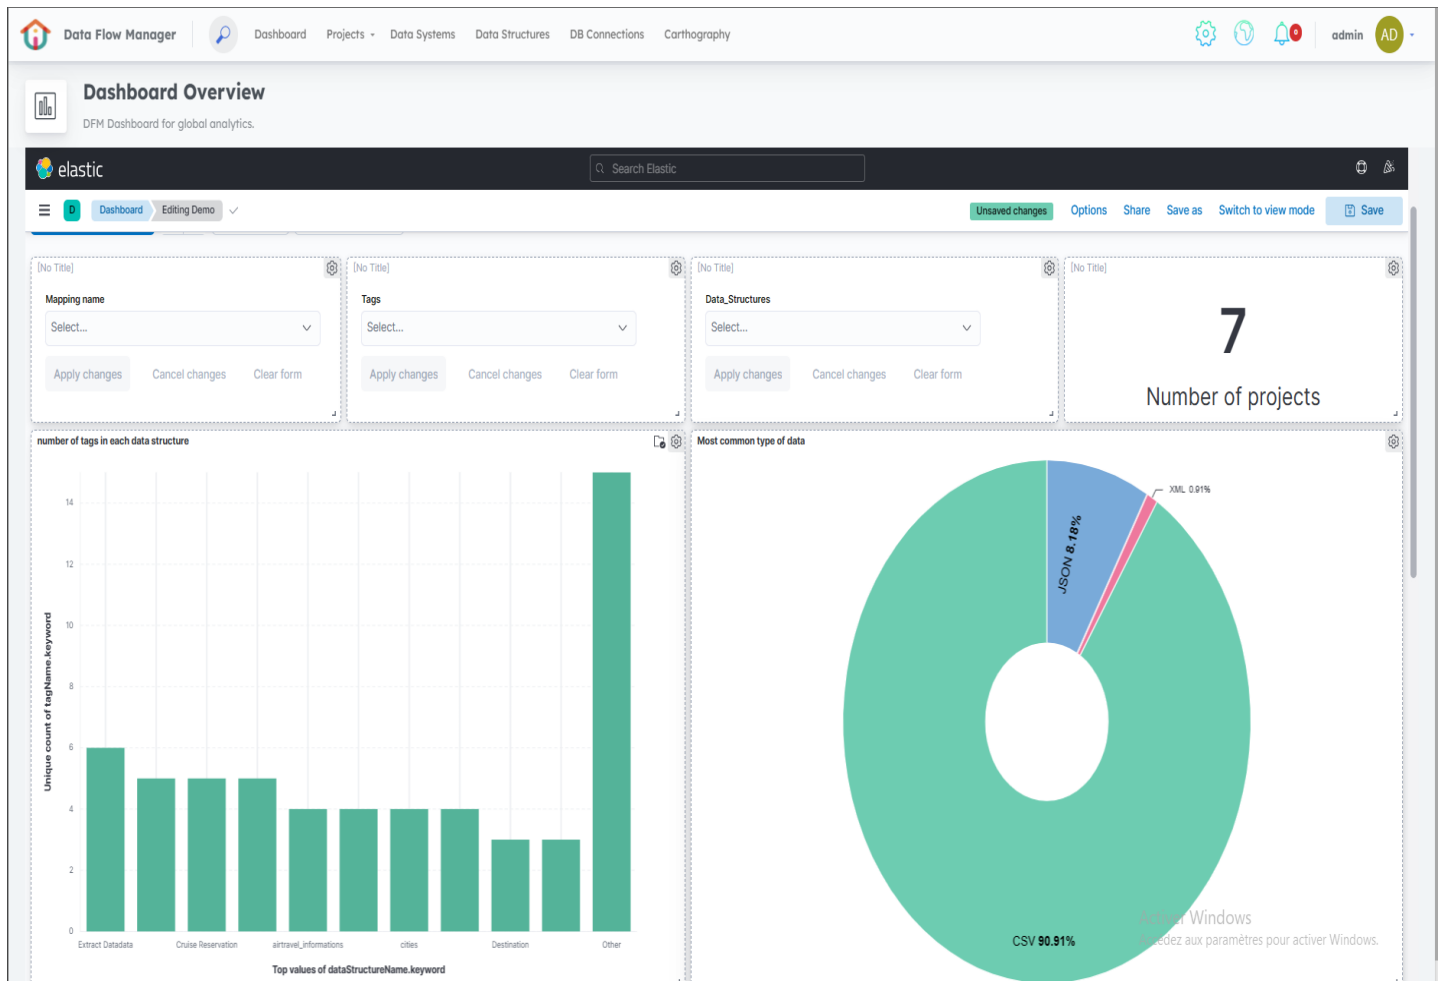 Data Flow Manager
Dashboard Projects Data Systems Data Structures DB Connections Carthography
0 admin AD
Dashboard Overview
DFM Dashboard for global analytics.
elastic
Search Elastic
D Dashboard Editing Demo
Unsaved changes Options Share Save as Switch to view mode Save
[No Title]
Mapping name
Select...
Apply changes Cancel changes Clear form
[No Title]
Tags
Select...
Apply changes Cancel changes Clear form
[No Title]
Data_Structures
Select...
Apply changes Cancel changes Clear form
[No Title]
7
Number of projects
number of tags in each data structure
Unique count of tagName.keyword
14
12
10
8
6
4
2
0
Extract Datadata Cruise Reservation airtravel_informations cities Destination Other
Top values of dataStructureName.keyword
Most common type of data
XML 0.91%
JSON 8.18%
CSV 90.91%
Activer Windows
Accédez aux paramètres pour activer Windows.